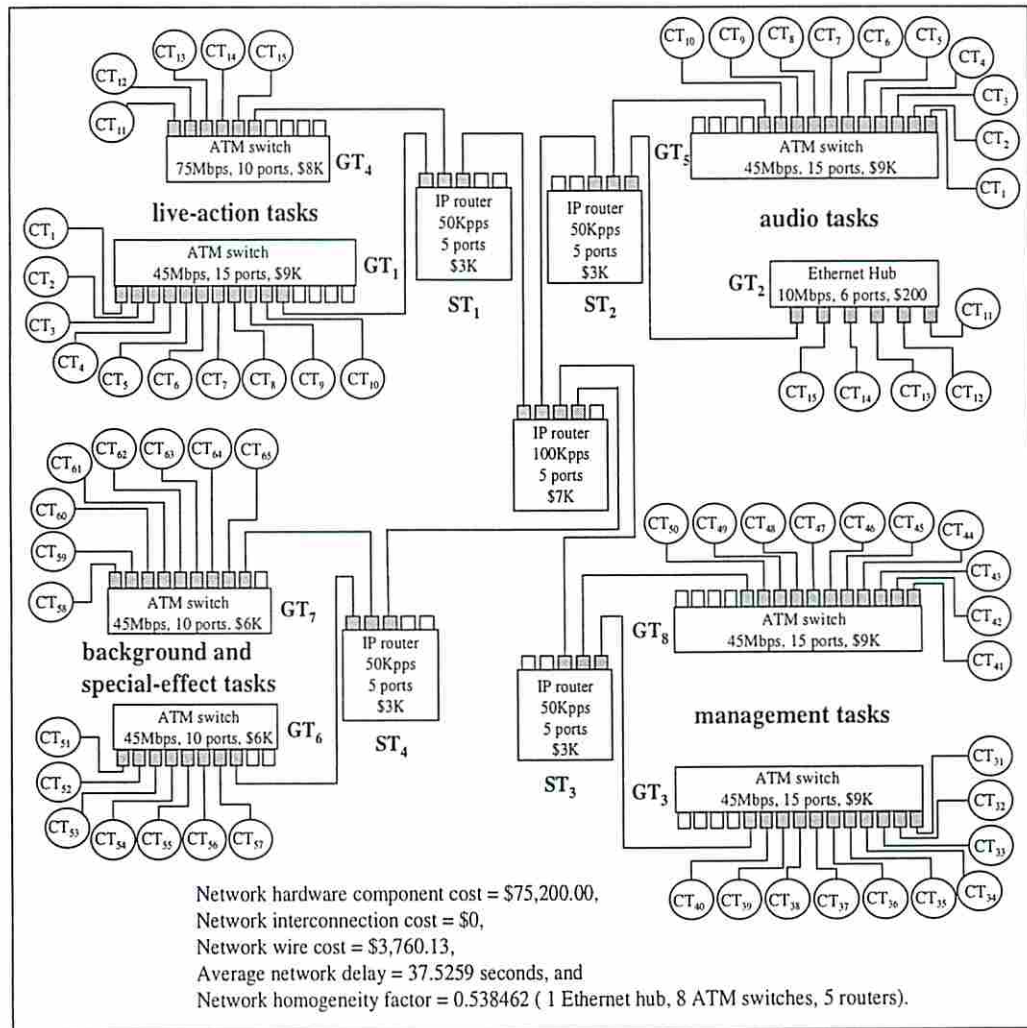 CT13 CT14 CT15
CT12
CT11
ATM switch
75Mbps, 10 ports, $8K
GT4
live-action tasks
CT1
ATM switch
45Mbps, 15 ports, $9K
GT1
CT2
CT3
CT4
CT5 CT6 CT7 CT8 CT9 CT10
IP router
50Kpps
5 ports
$3K
ST1
IP router
50Kpps
5 ports
$3K
ST2
CT10 CT9 CT8 CT7 CT6 CT5
CT4
CT3
CT2
CT1
GT5
ATM switch
45Mbps, 15 ports, $9K
audio tasks
GT2
Ethernet Hub
10Mbps, 6 ports, $200
CT11
CT15 CT14 CT13 CT12
IP router
100Kpps
5 ports
$7K
CT61 CT62 CT63 CT64 CT65
CT60
CT59
CT58
ATM switch
45Mbps, 10 ports, $6K
GT7
background and
special-effect tasks
ATM switch
45Mbps, 10 ports, $6K
GT6
CT51
CT52
CT53
CT54 CT55 CT56 CT57
IP router
50Kpps
5 ports
$3K
ST4
IP router
50Kpps
5 ports
$3K
ST3
CT50 CT49 CT48 CT47 CT46 CT45
CT44
CT43
CT42
CT41
ATM switch
45Mbps, 15 ports, $9K
GT8
management tasks
GT3
ATM switch
45Mbps, 15 ports, $9K
CT31
CT32
CT33
CT40 CT39 CT38 CT37 CT36 CT35 CT34
Network hardware component cost = $75,200.00,
Network interconnection cost = $0,
Network wire cost = $3,760.13,
Average network delay = 37.5259 seconds, and
Network homogeneity factor = 0.538462 ( 1 Ethernet hub, 8 ATM switches, 5 routers).